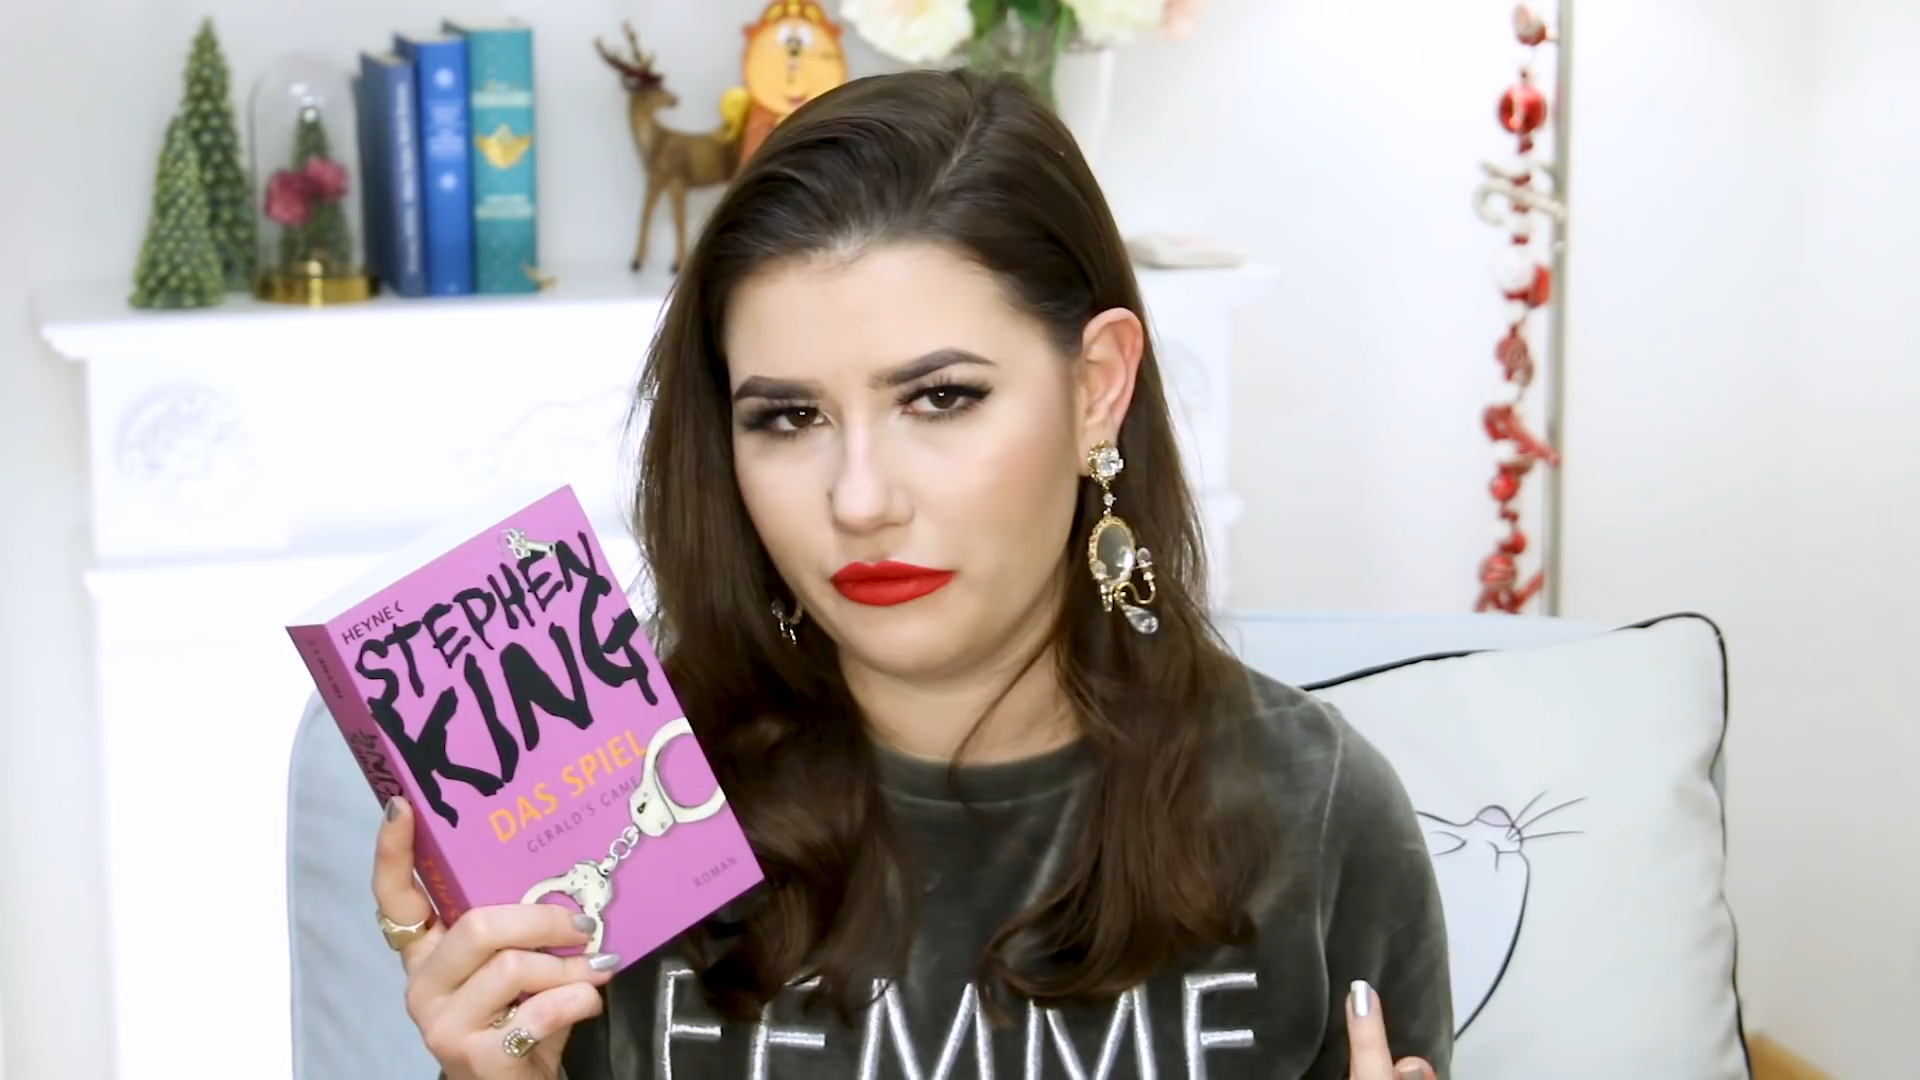 HEYNE<
STEPHEN
KING
DAS SPIEL
GERALD'S GAME
ROMAN
FEMME